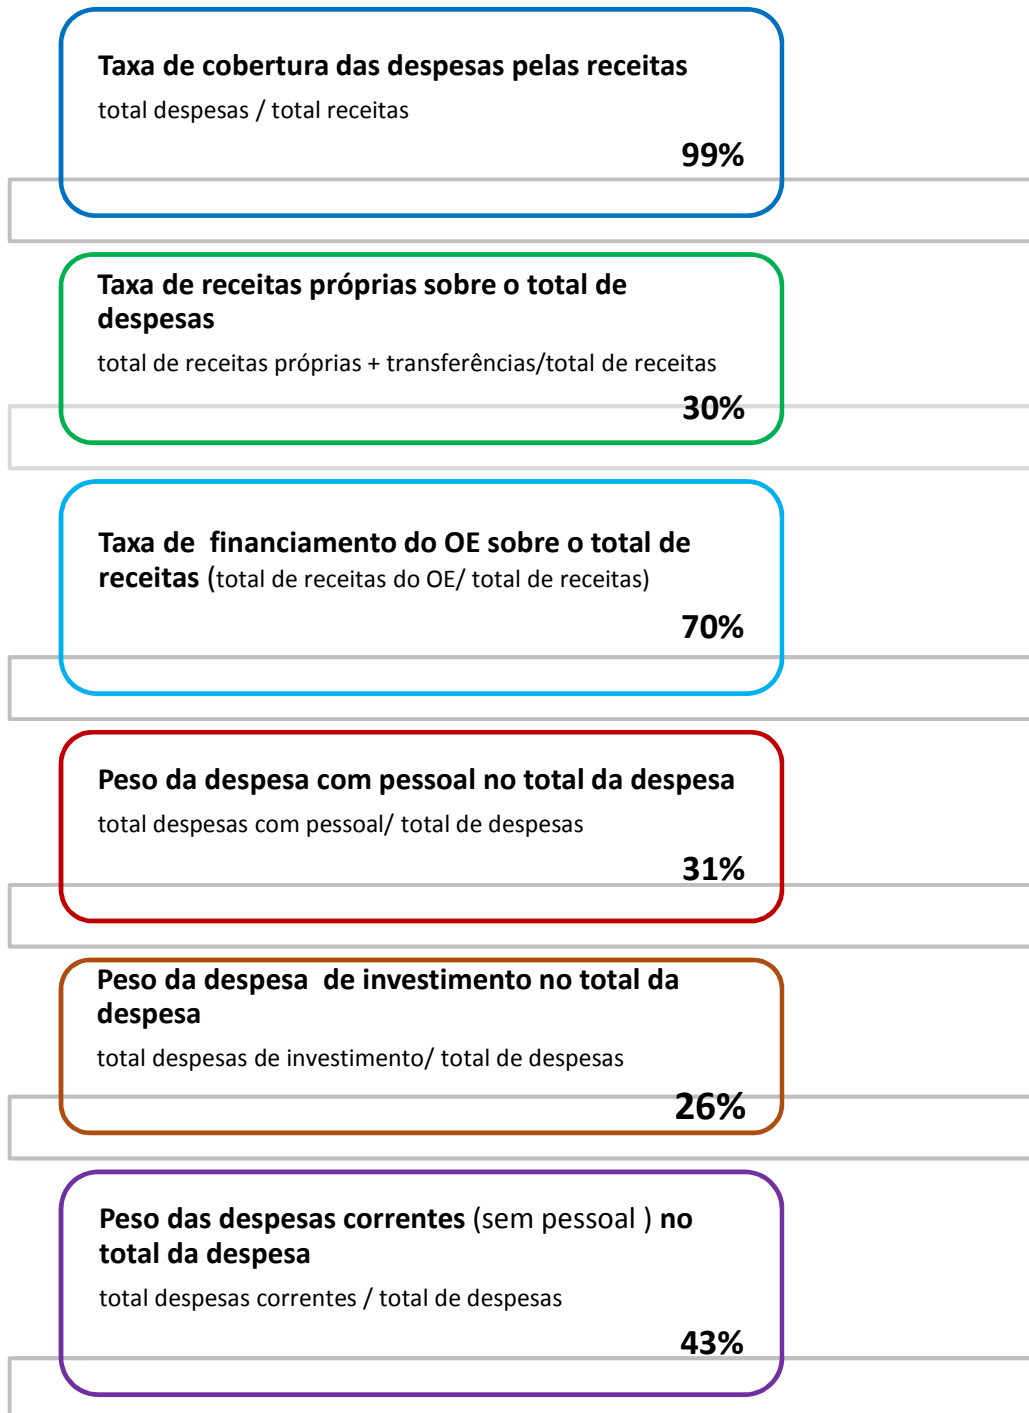 Taxa de cobertura das despesas pelas receitas
total despesas / total receitas
99%
Taxa de receitas próprias sobre o total de
despesas
total de receitas próprias + transferências/total de receitas
30%
Taxa de  financiamento do OE sobre o total de
receitas (total de receitas do OE/ total de receitas)
70%
Peso da despesa com pessoal no total da despesa
total despesas com pessoal/ total de despesas
31%
Peso da despesa  de investimento no total da
despesa
total despesas de investimento/ total de despesas
26%
Peso das despesas correntes (sem pessoal ) no
total da despesa
total despesas correntes / total de despesas
43%